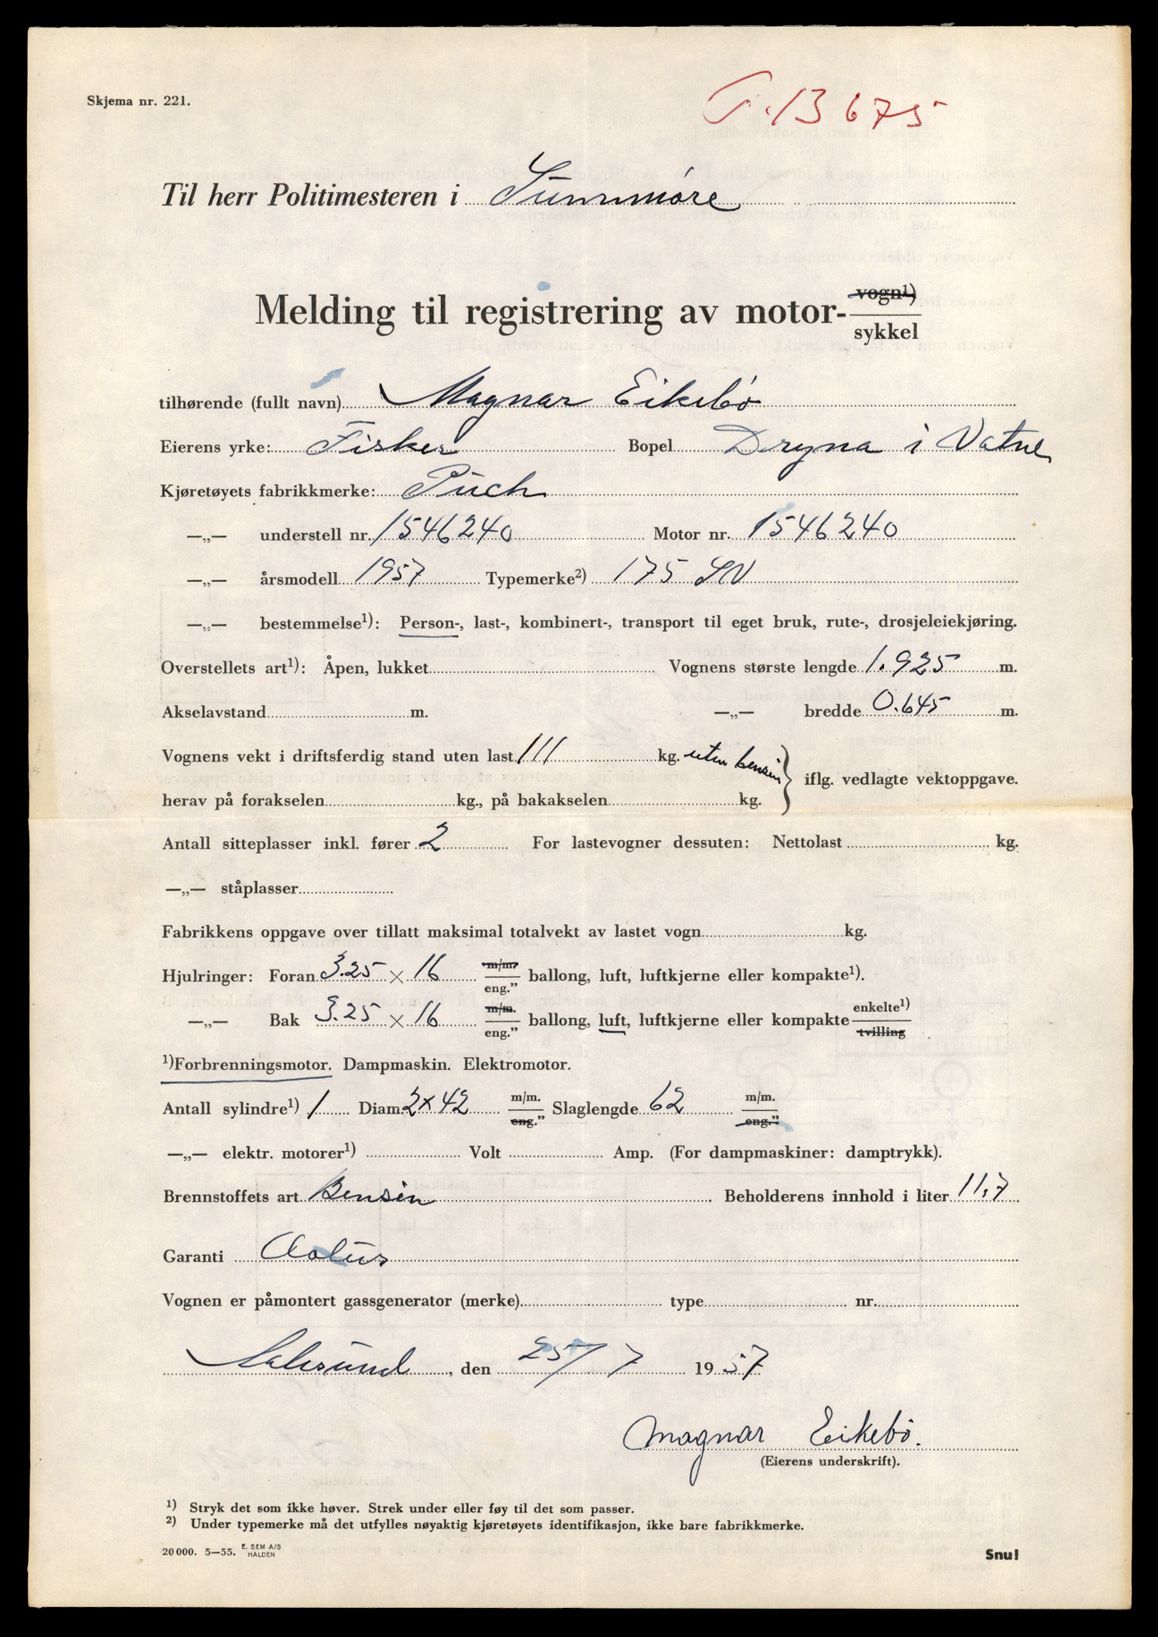 Skjema nr. 221.
T.13675
Til herr Politimesteren i Sunnmøre
Melding til registrering av motor- vogn¹)
sykkel
tilhørende (fullt navn) Magnar Eikebø
Eierens yrke: Fisker Bopel Dryna i Vatne
Kjøretøyets fabrikkmerke: Puch
—„— understell nr. 1546240 Motor nr. 1546240
—„— årsmodell 1957 Typemerke²) 175 SV
—„— bestemmelse¹): Person-, last-, kombinert-, transport til eget bruk, rute-, drosjeleiekjøring.
Overstellets art¹): Åpen, lukket Vognens største lengde 1.925 m.
Akselavstand m. —„— bredde 0.645 m.
Vognens vekt i driftsferdig stand uten last 111 kg. uten bensin
iflg. vedlagte vektoppgave.
herav på forakselen kg., på bakakselen kg.
Antall sitteplasser inkl. fører 2 For lastevogner dessuten: Nettolast kg.
—„— ståplasser
Fabrikkens oppgave over tillatt maksimal totalvekt av lastet vogn kg.
Hjulringer: Foran 3.25 × 16 m/m. eng.” ballong, luft, luftkjerne eller kompakte¹).
—„— Bak 3.25 × 16 m/m. eng.” ballong, luft, luftkjerne eller kompakte enkelte¹) tvilling
¹)Forbrenningsmotor. Dampmaskin. Elektromotor.
Antall sylindre¹) 1 Diam. 2×42 m/m. eng.” Slaglengde 62 m/m. eng.”
—„— elektr. motorer¹) Volt Amp. (For dampmaskiner: damptrykk).
Brennstoffets art Bensin Beholderens innhold i liter 11,7
Garanti
Vognen er påmontert gassgenerator (merke) type nr.
Aalesund, den 25/7 1957
Magnar Eikebø.
(Eierens underskrift).
¹) Stryk det som ikke høver. Strek under eller føy til det som passer.
²) Under typemerke må det utfylles nøyaktig kjøretøyets identifikasjon, ikke bare fabrikkmerke.
20 000. 5—55. E. SEM A/S HALDEN
Snu!